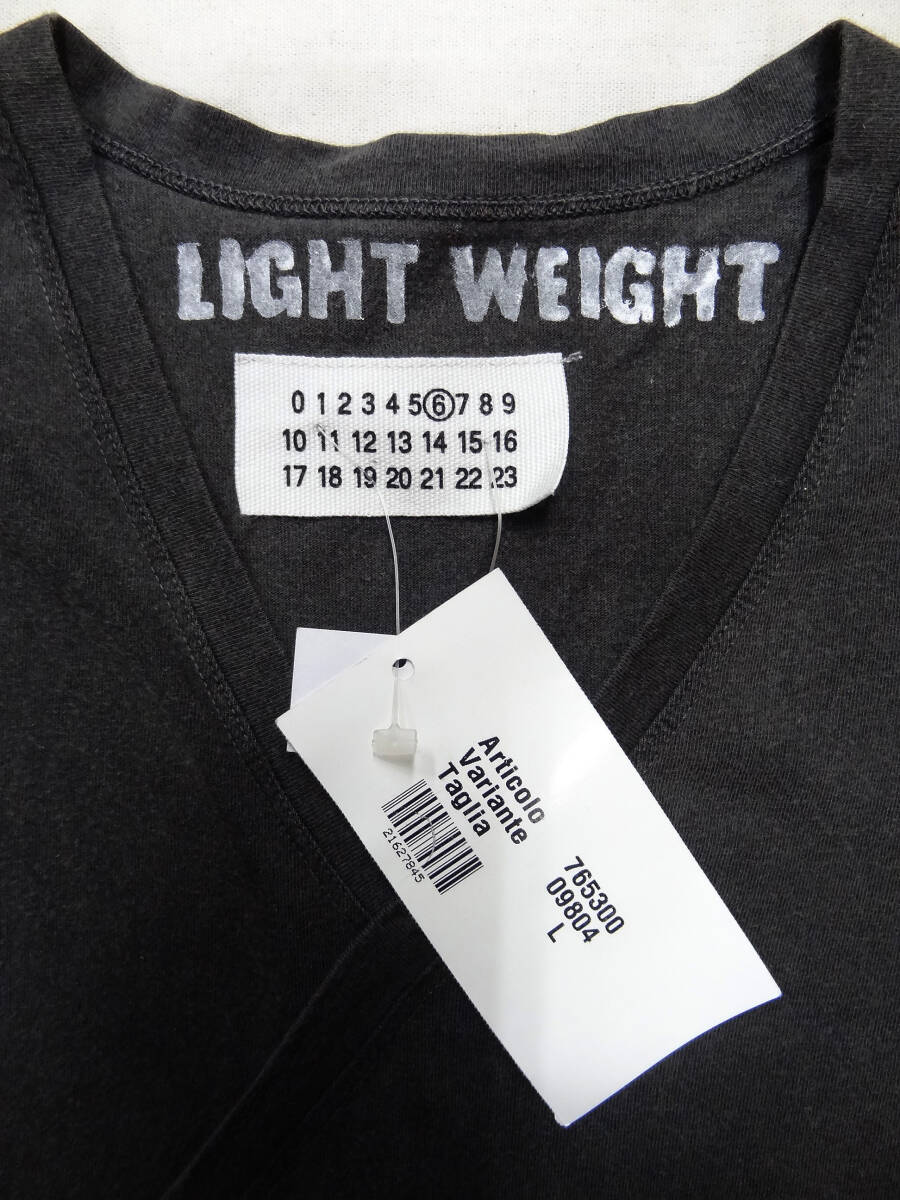 LIGHT WEIGHT
0 1 2 3 4 5 6 7 8 9
10 11 12 13 14 15 16
17 18 19 20 21 22 23
Articolo 765300
Variante 09804
Taglia L
21627845